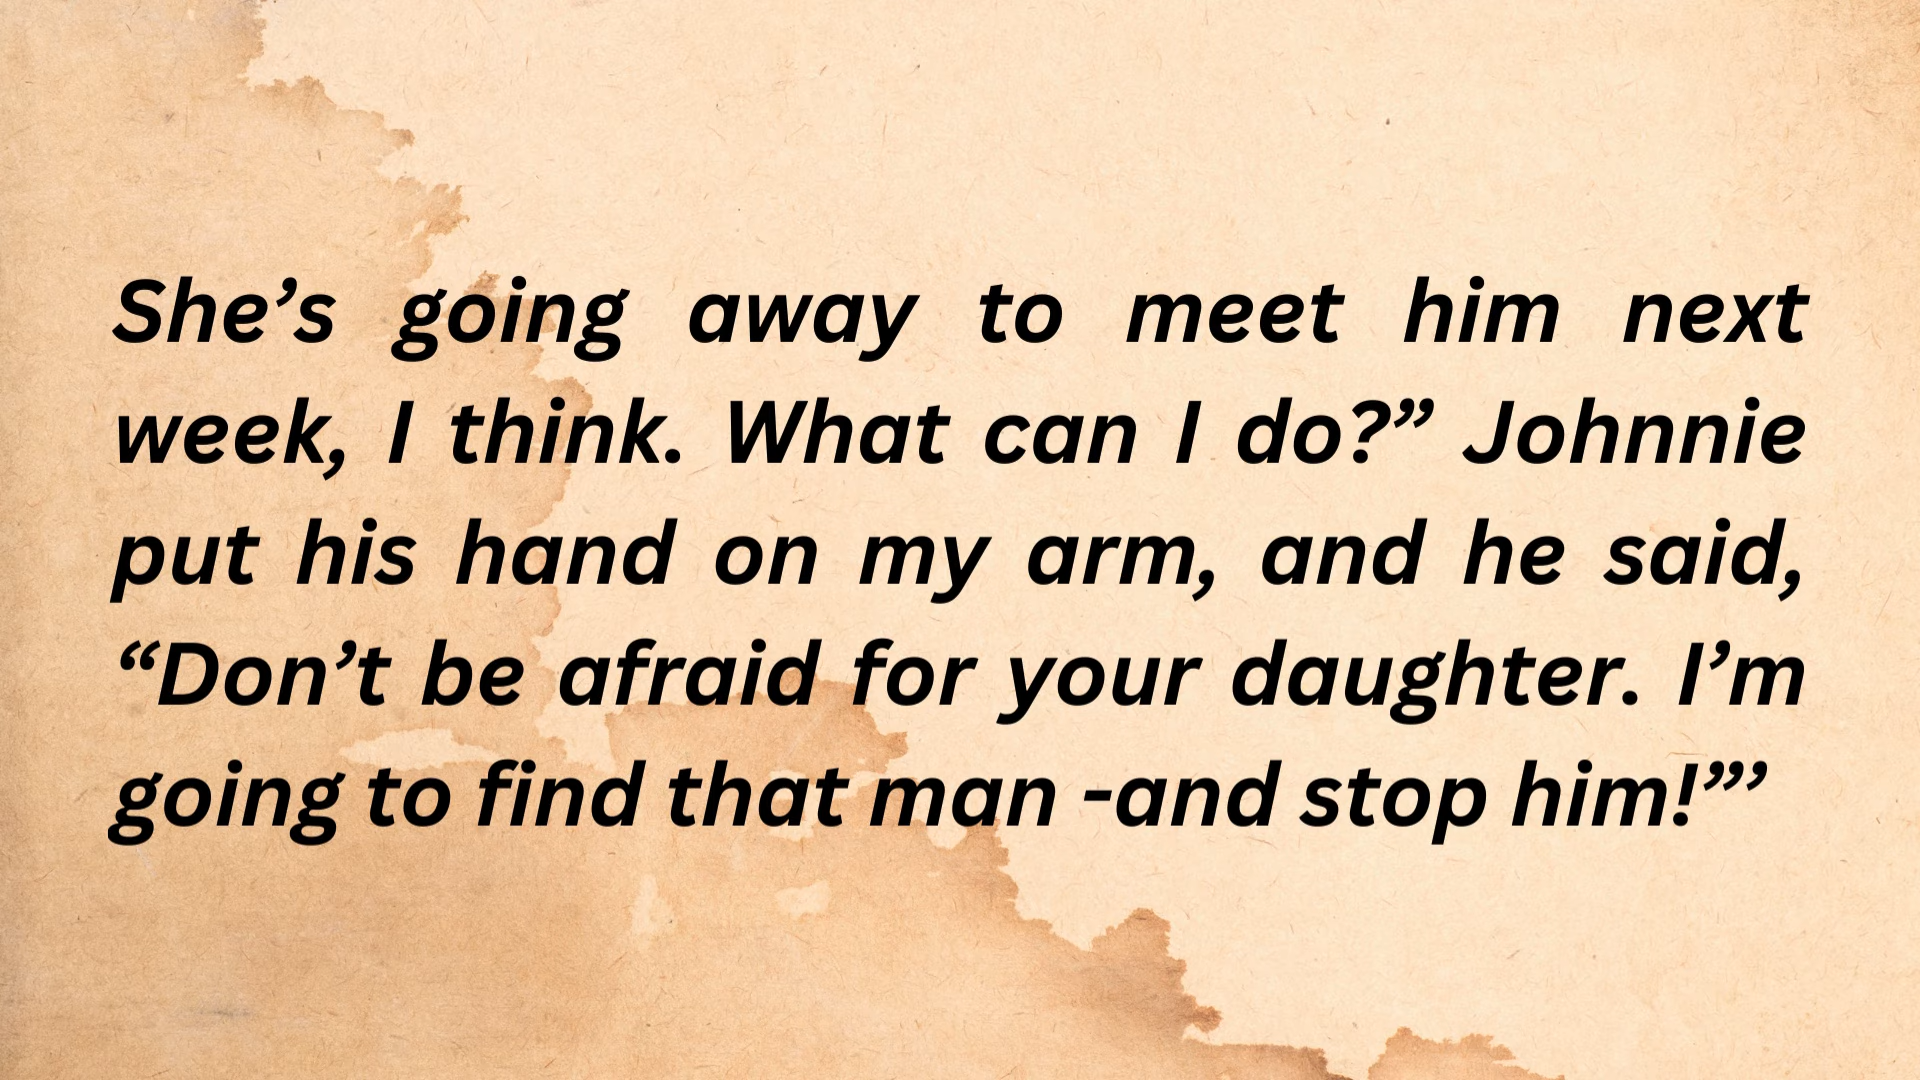 She’s going away to meet him next
week, I think. What can I do?” Johnnie
put his hand on my arm, and he said,
“Don’t be afraid for your daughter. I’m
going to find that man -and stop him!”’